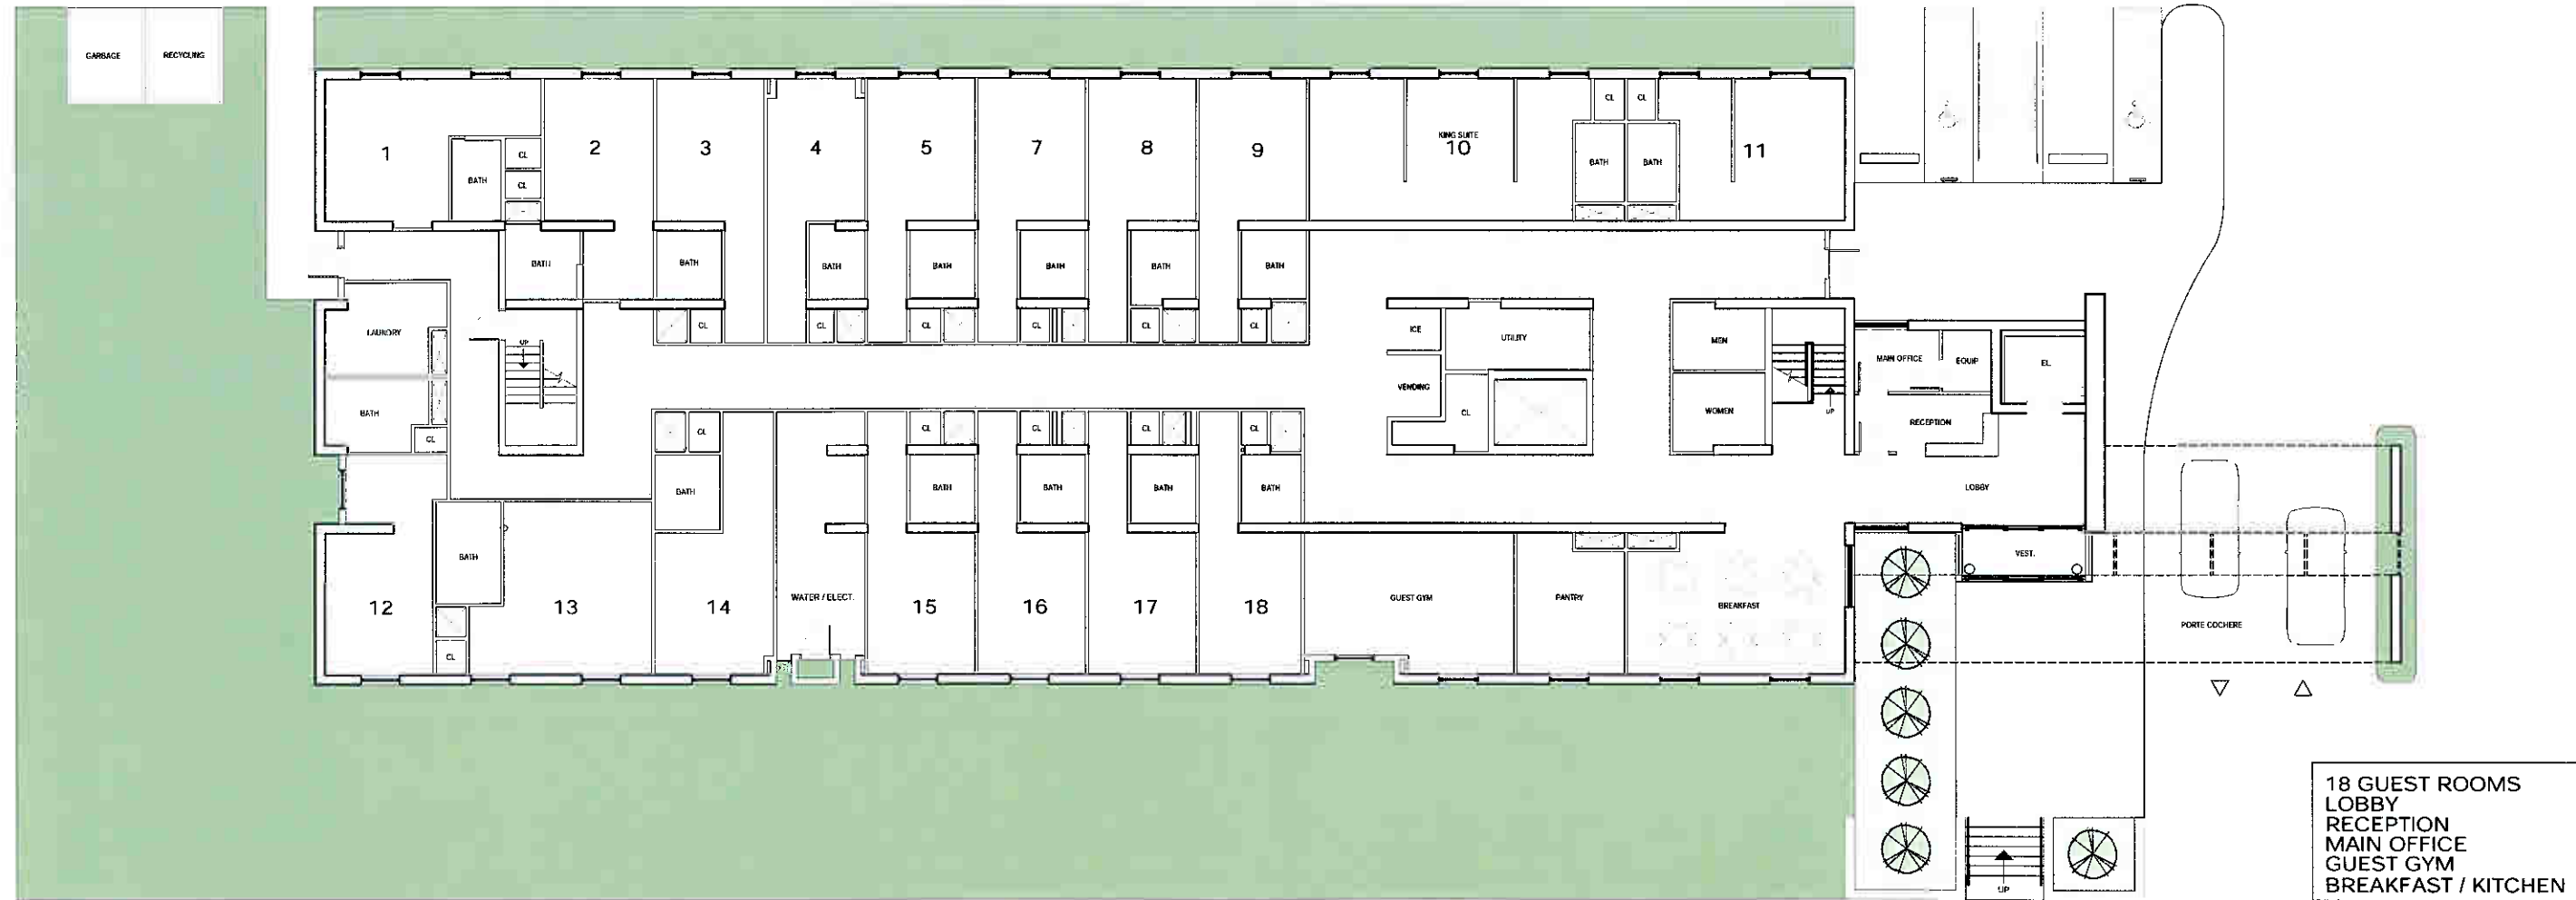 GARBAGE
RECYCLING
1
2
3
4
5
7
8
9
KING SUITE
10
11
CL
CL
BATH
BATH
CL
CL
BATH
BATH
BATH
BATH
BATH
BATH
BATH
BATH
LAUNDRY
BATH
CL
UP
CL
CL
CL
CL
CL
CL
ICE
UTILITY
VENDING
CL
MEN
WOMEN
UP
MAIN OFFICE
EQUIP
EL.
RECEPTION
LOBBY
CL
CL
CL
CL
CL
BATH
BATH
BATH
BATH
BATH
BATH
CL
12
13
14
WATER / ELECT.
15
16
17
18
GUEST GYM
PANTRY
BREAKFAST
VEST.
PORTE COCHERE
UP
18 GUEST ROOMS
LOBBY
RECEPTION
MAIN OFFICE
GUEST GYM
BREAKFAST / KITCHEN